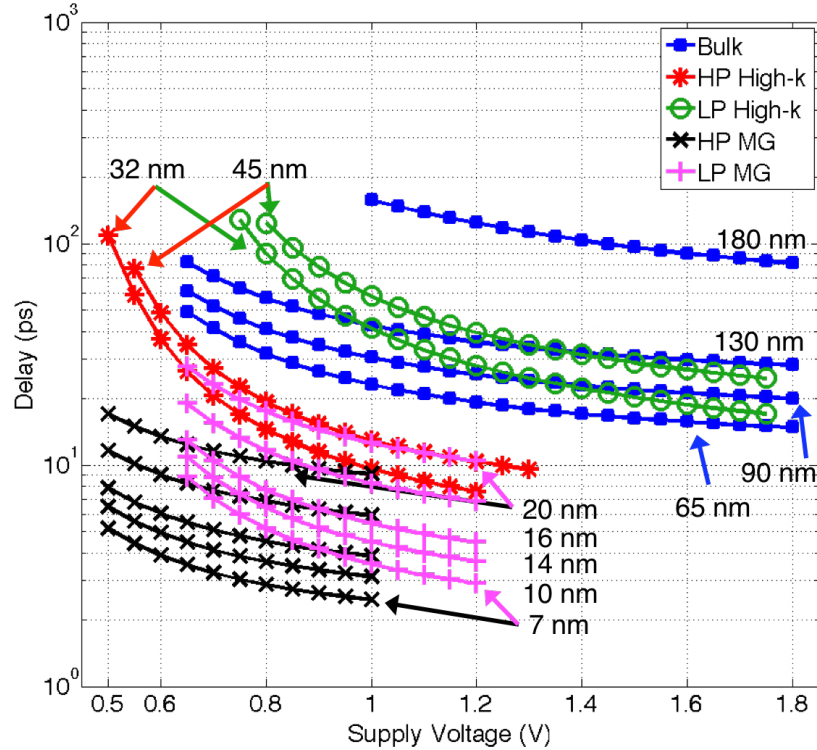 10³
10²
10¹
10⁰
Delay (ps)
Bulk
HP High-k
LP High-k
HP MG
LP MG
32 nm
45 nm
180 nm
130 nm
90 nm
65 nm
20 nm
16 nm
14 nm
10 nm
7 nm
0.5 0.6 0.8 1 1.2 1.4 1.6 1.8
Supply Voltage (V)